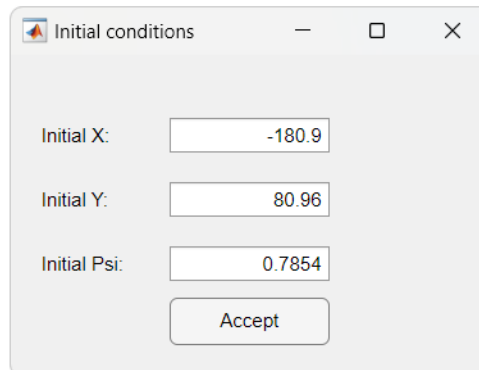 Initial conditions
Initial X: -180.9
Initial Y: 80.96
Initial Psi: 0.7854
Accept